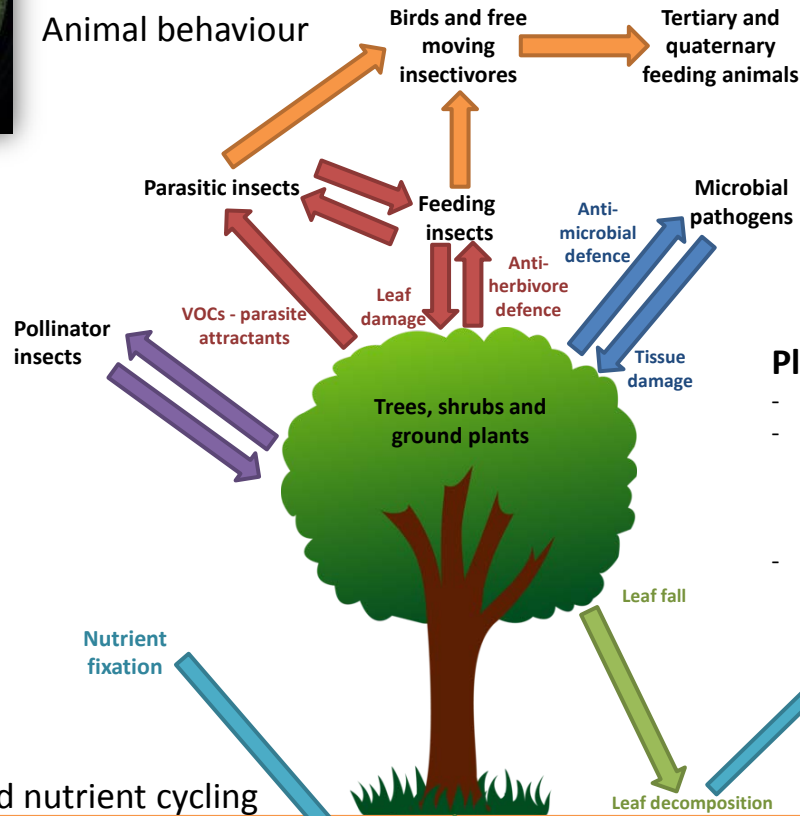 Animal behaviour
Birds and free
moving
insectivores
Tertiary and
quaternary
feeding animals
Parasitic insects
Feeding
insects
Anti-
microbial
defence
Microbial
pathogens
Anti-
herbivore
defence
Leaf
damage
VOCs - parasite
attractants
Pollinator
insects
Tissue
damage
Pl
-
-
-
Trees, shrubs and
ground plants
Leaf fall
Nutrient
fixation
d nutrient cycling
Leaf decomposition